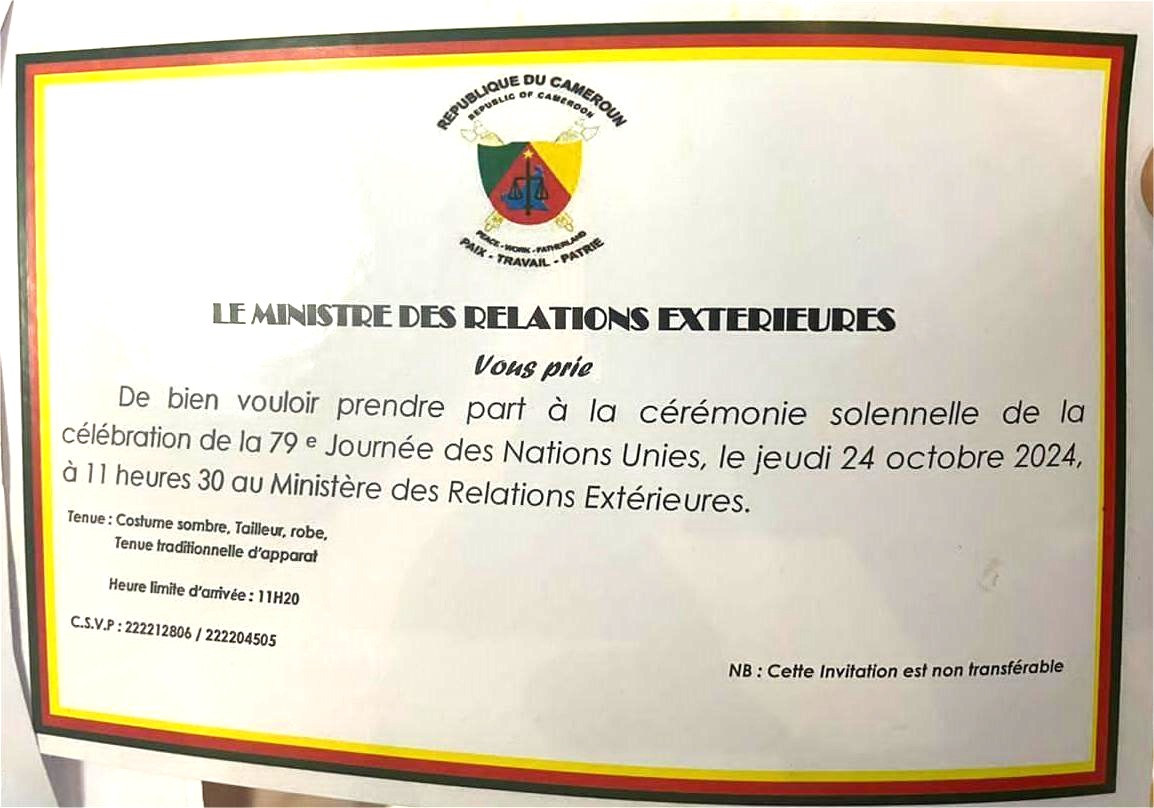 REPUBLIQUE DU CAMEROUN
REPUBLIC OF CAMEROON
PEACE - WORK - FATHERLAND
PAIX - TRAVAIL - PATRIE
LE MINISTRE DES RELATIONS EXTERIEURES
Vous prie
De bien vouloir prendre part à la cérémonie solennelle de la
célébration de la 79 e Journée des Nations Unies, le jeudi 24 octobre 2024,
à 11 heures 30 au Ministère des Relations Extérieures.
Tenue : Costume sombre, Tailleur, robe,
Tenue traditionnelle d'apparat
Heure limite d'arrivée : 11H20
C.S.V.P : 222212806 / 222204505
NB : Cette Invitation est non transférable